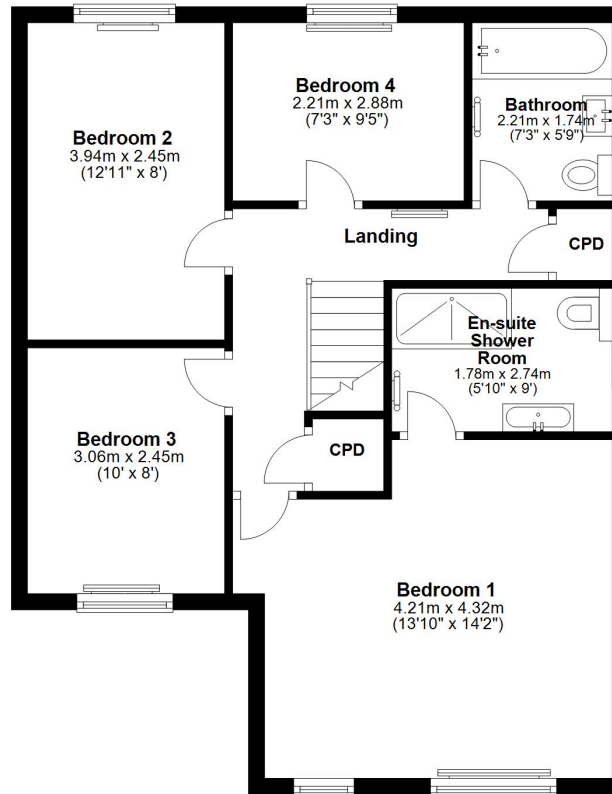 Bedroom 2
3.94m x 2.45m
(12'11" x 8')
Bedroom 4
2.21m x 2.88m
(7'3" x 9'5")
Bathroom
2.21m x 1.74m
(7'3" x 5'9")
Landing
CPD
En-suite
Shower
Room
1.78m x 2.74m
(5'10" x 9')
Bedroom 3
3.06m x 2.45m
(10' x 8')
CPD
Bedroom 1
4.21m x 4.32m
(13'10" x 14'2")